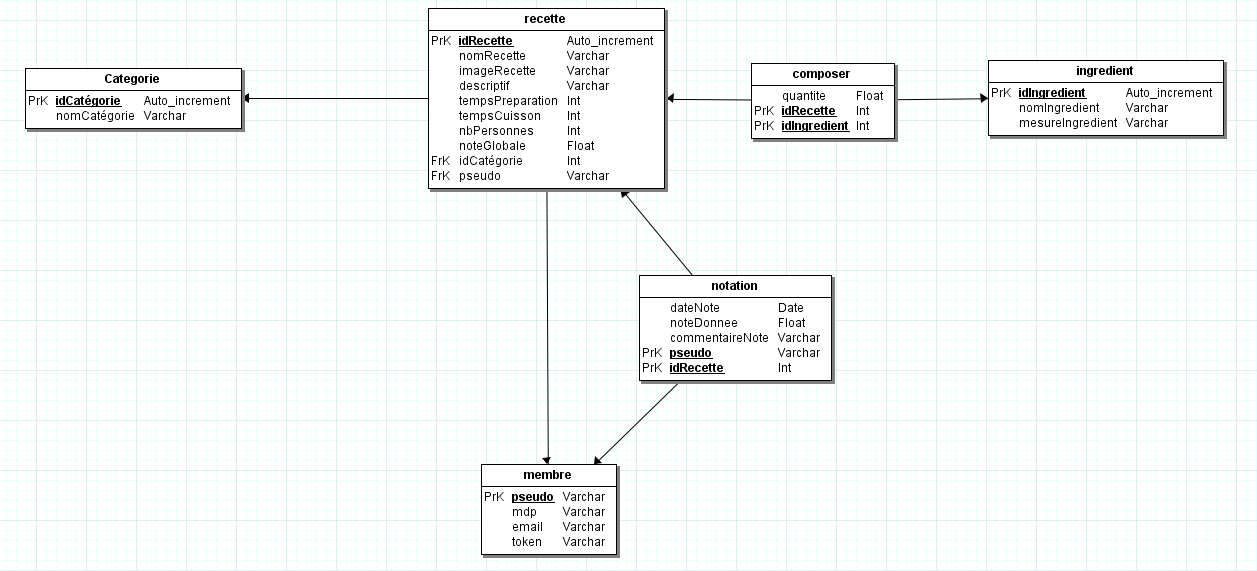 recette
PrK idRecette Auto_increment
nomRecette Varchar
imageRecette Varchar
descriptif Varchar
tempsPreparation Int
tempsCuisson Int
nbPersonnes Int
noteGlobale Float
FrK idCatégorie Int
FrK pseudo Varchar
Categorie
PrK idCatégorie Auto_increment
nomCatégorie Varchar
composer
quantite Float
PrK idRecette Int
PrK idIngredient Int
ingredient
PrK idIngredient Auto_increment
nomIngredient Varchar
mesureIngredient Varchar
notation
dateNote Date
noteDonnee Float
commentaireNote Varchar
PrK pseudo Varchar
PrK idRecette Int
membre
PrK pseudo Varchar
mdp Varchar
email Varchar
token Varchar